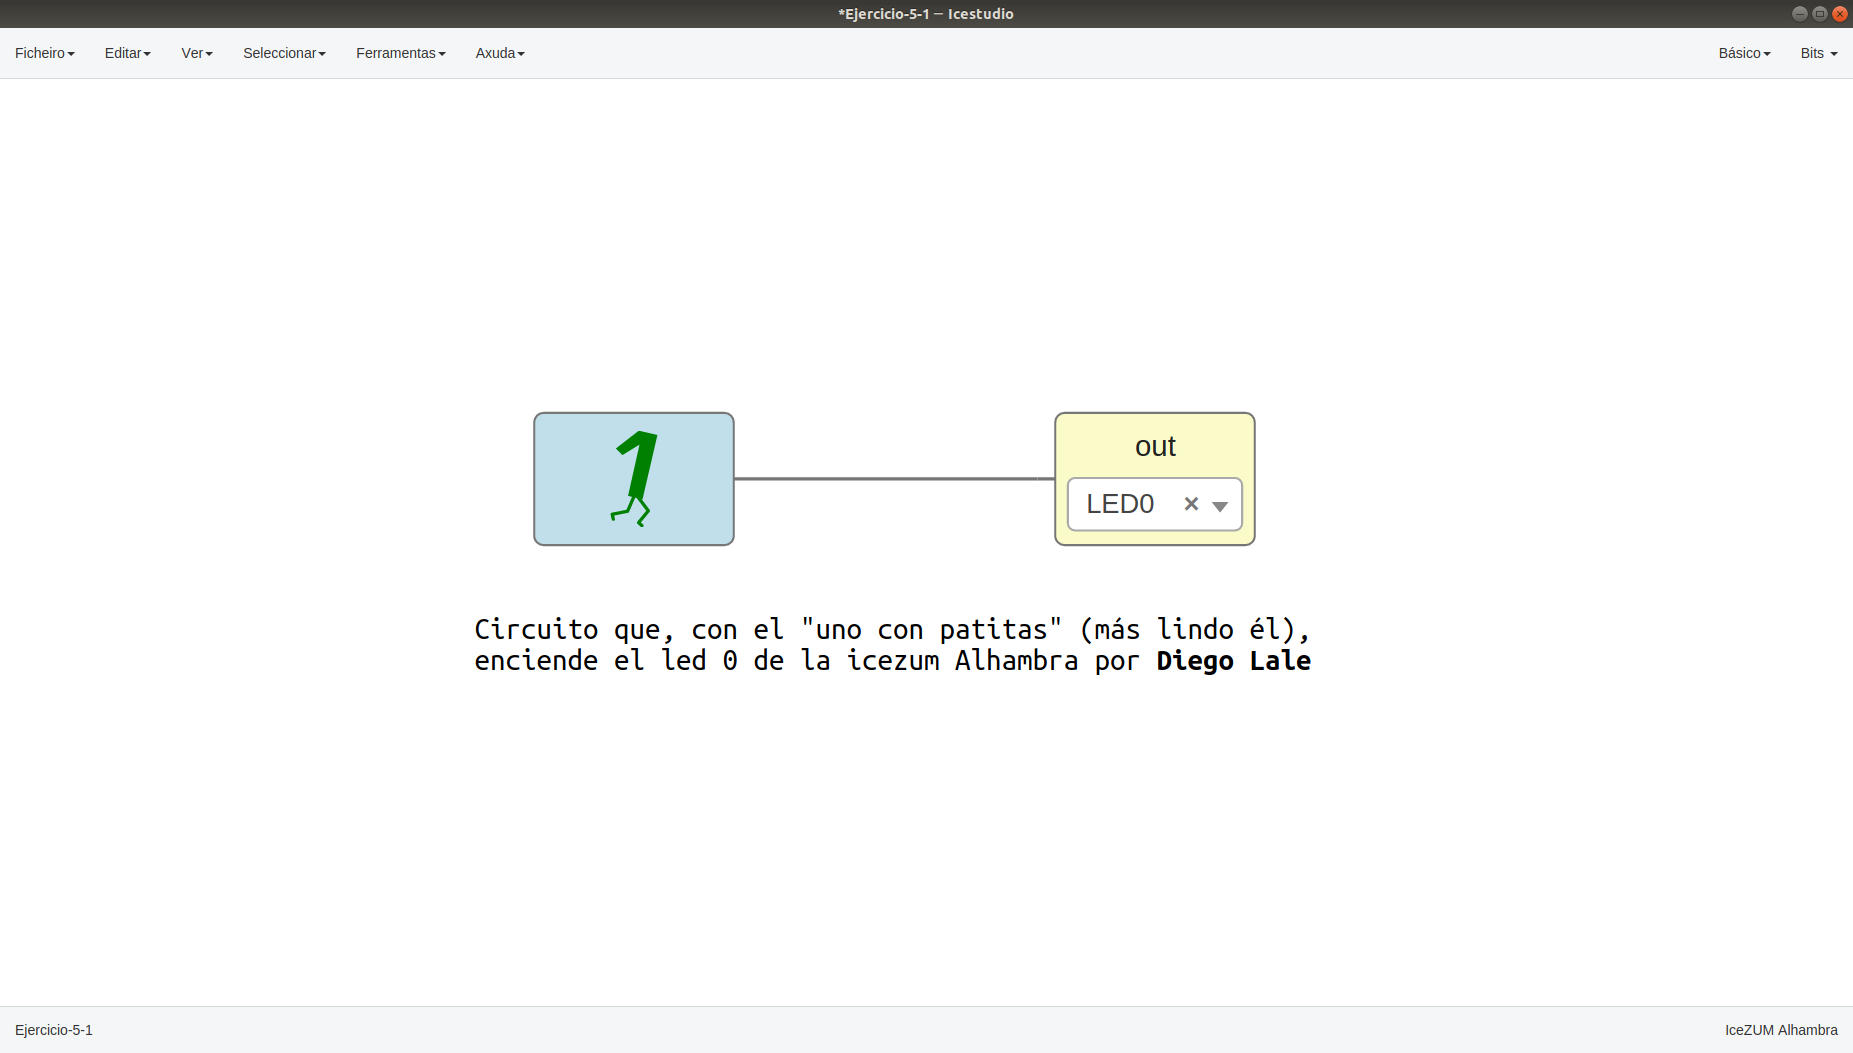 *Ejercicio-5-1 — Icestudio
Ficheiro Editar Ver Seleccionar Ferramentas Axuda Básico Bits
1
out
LED0
Circuito que, con el "uno con patitas" (más lindo él),
enciende el led 0 de la icezum Alhambra por Diego Lale
Ejercicio-5-1 IceZUM Alhambra